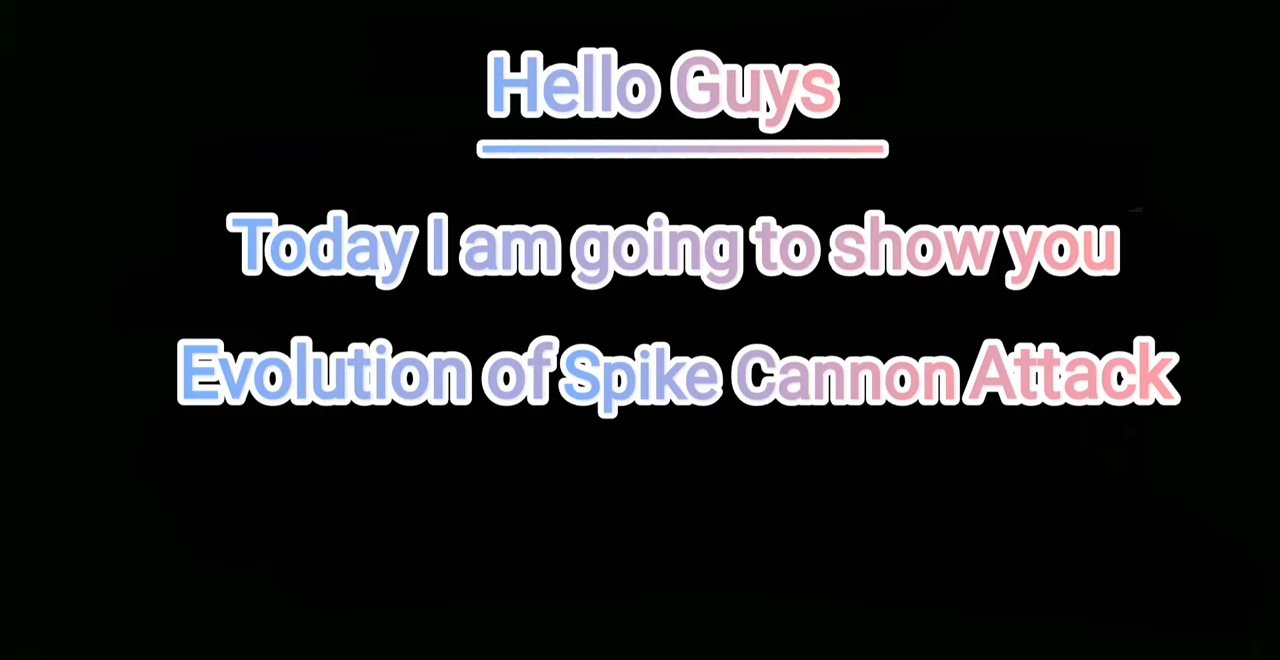 Hello Guys
Today I am going to show you
Evolution of Spike Cannon Attack